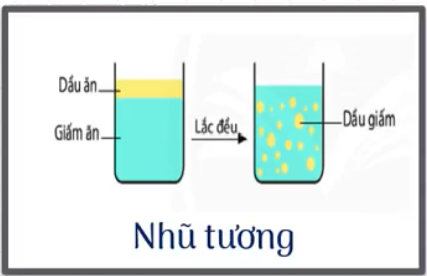 Dầu ăn
Giấm ăn
Lắc đều
Dầu giấm
Nhũ tương